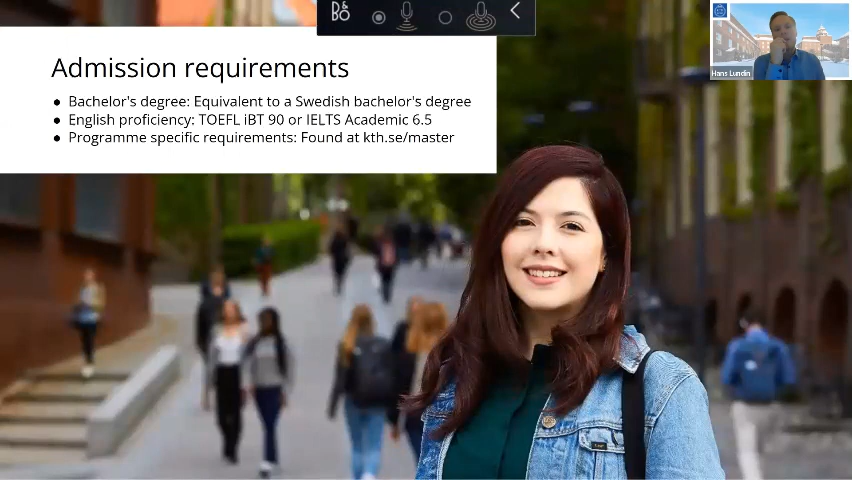 B&O
Hans Lundin
Admission requirements
● Bachelor's degree: Equivalent to a Swedish bachelor's degree
● English proficiency: TOEFL iBT 90 or IELTS Academic 6.5
● Programme specific requirements: Found at kth.se/master